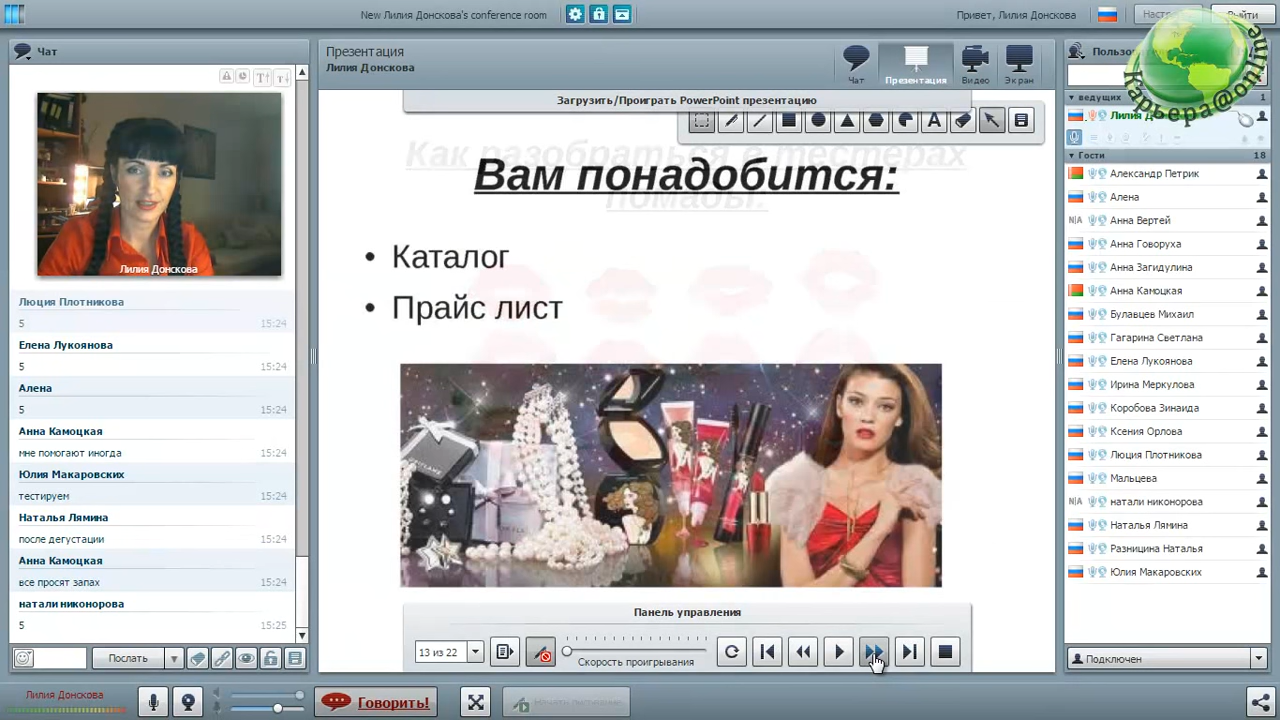 New Лилия Донскова's conference room
Привет, Лилия Донскова
Выйти
Чат
Люция Плотникова
5
15:24
Елена Лукоянова
5
15:24
Алена
5
15:24
Анна Камоцкая
мне помогают иногда
15:24
Юлия Макаровских
тестируем
15:24
Наталья Лямина
после дегустации
15:24
Анна Камоцкая
все просят запах
15:24
натали никонорова
5
15:25
Лилия Донскова
Послать
Презентация
Лилия Донскова
Чат
Презентация
Видео
Экран
Загрузить/Проиграть PowerPoint презентацию
Как разобраться в тестерах
помады.
Вам понадобится:
• Каталог
• Прайс лист
Панель управления
13 из 22
Скорость проигрывания
Карьера@online
ведущих
1
Гости
18
Александр Петрик
Алена
N/A
Анна Вертей
Анна Говоруха
Анна Загидулина
Анна Камоцкая
Булавцев Михаил
Гагарина Светлана
Елена Лукоянова
Ирина Меркулова
Коробова Зинаида
Ксения Орлова
Люция Плотникова
Мальцева
N/A
натали никонорова
Наталья Лямина
Разницина Наталья
Юлия Макаровских
Подключен
Лилия Донскова
Говорить!